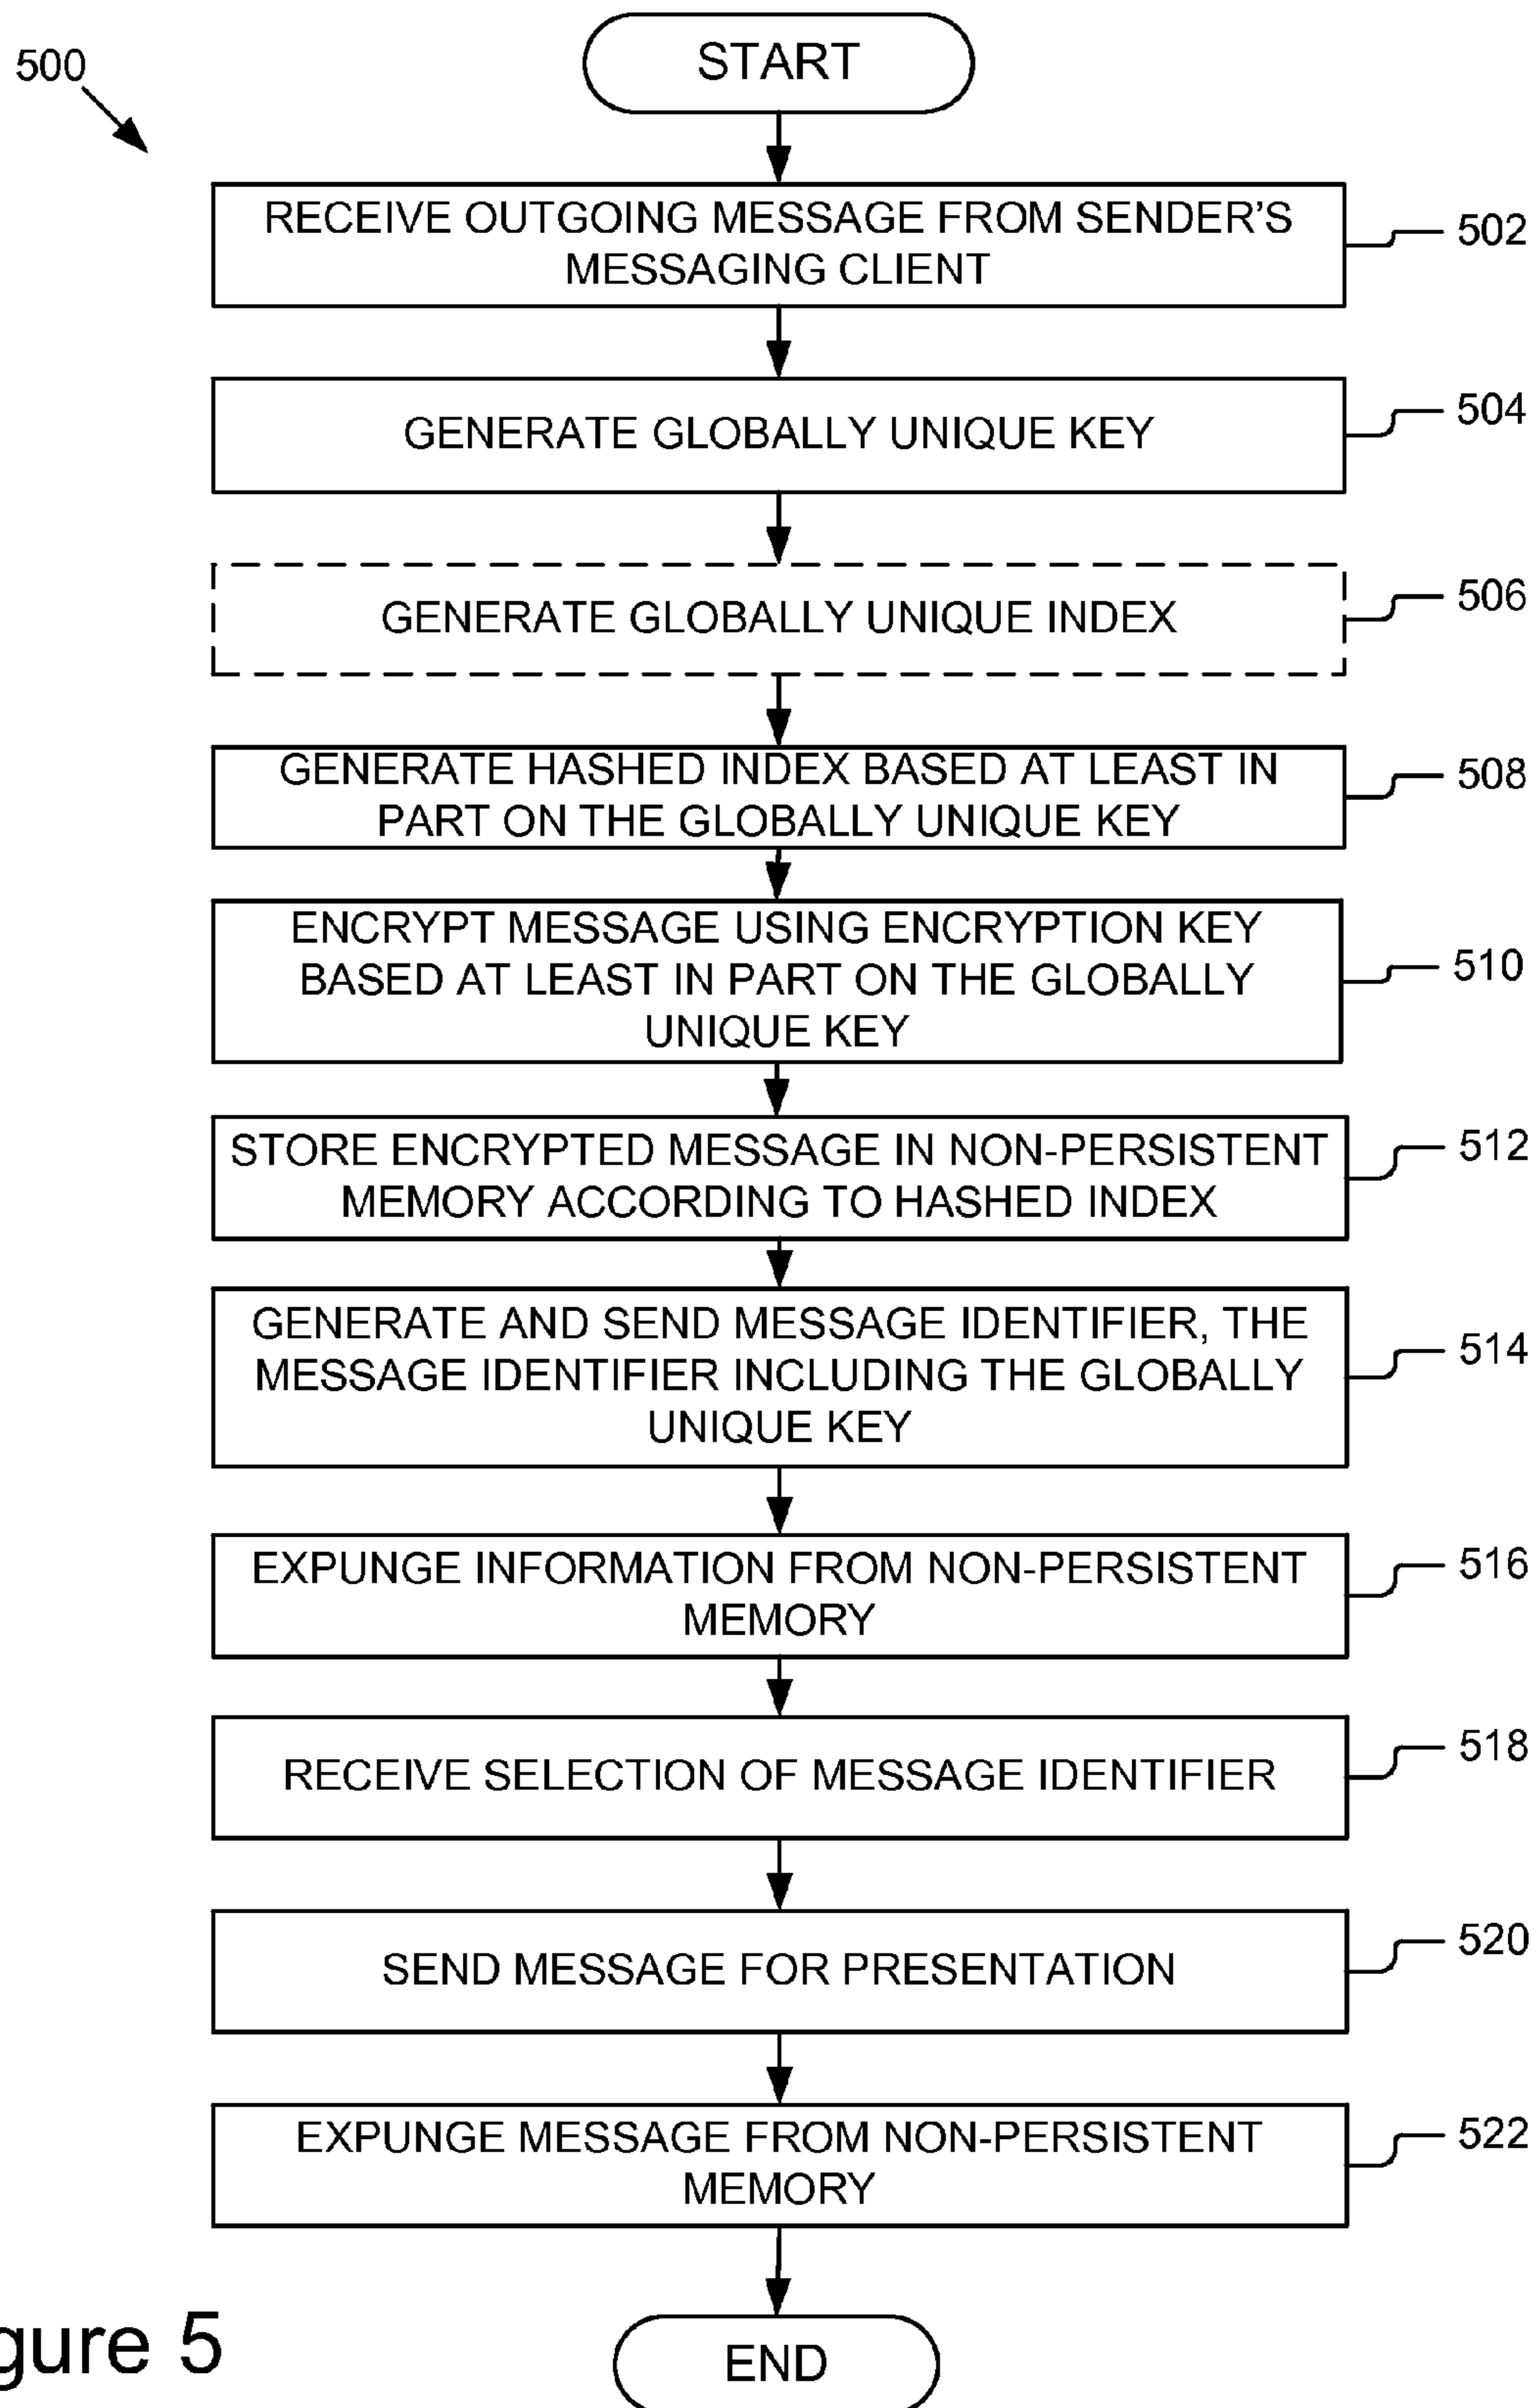 500
START
RECEIVE OUTGOING MESSAGE FROM SENDER'S
MESSAGING CLIENT
502
GENERATE GLOBALLY UNIQUE KEY
504
GENERATE GLOBALLY UNIQUE INDEX
506
GENERATE HASHED INDEX BASED AT LEAST IN
PART ON THE GLOBALLY UNIQUE KEY
508
ENCRYPT MESSAGE USING ENCRYPTION KEY
BASED AT LEAST IN PART ON THE GLOBALLY
UNIQUE KEY
510
STORE ENCRYPTED MESSAGE IN NON-PERSISTENT
MEMORY ACCORDING TO HASHED INDEX
512
GENERATE AND SEND MESSAGE IDENTIFIER, THE
MESSAGE IDENTIFIER INCLUDING THE GLOBALLY
UNIQUE KEY
514
EXPUNGE INFORMATION FROM NON-PERSISTENT
MEMORY
516
RECEIVE SELECTION OF MESSAGE IDENTIFIER
518
SEND MESSAGE FOR PRESENTATION
520
EXPUNGE MESSAGE FROM NON-PERSISTENT
MEMORY
522
END
gure 5